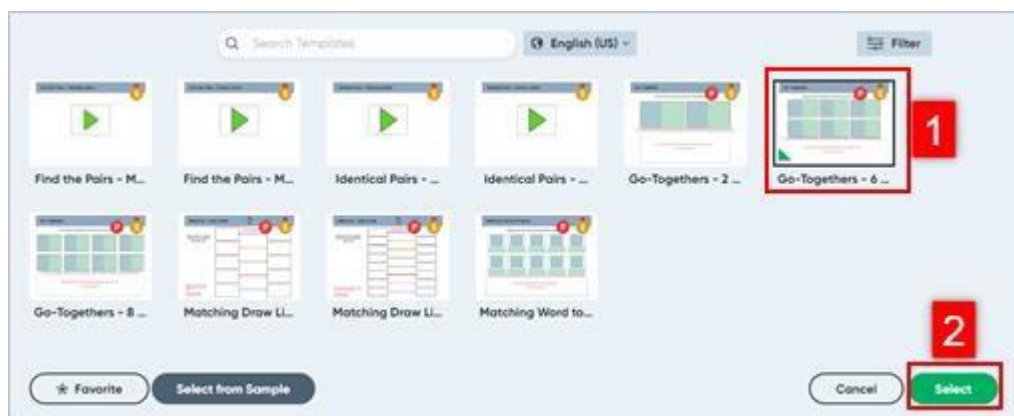 Search Templates
English (US)
Filter
1
Find the Pairs - M...
Find the Pairs - M...
Identical Pairs - ...
Identical Pairs - ...
Go-Togethers - 2 ...
Go-Togethers - 6 ...
Go-Togethers - 8 ...
Matching Draw Li...
Matching Draw Li...
Matching Word to...
2
Favorite
Select from Sample
Cancel
Select